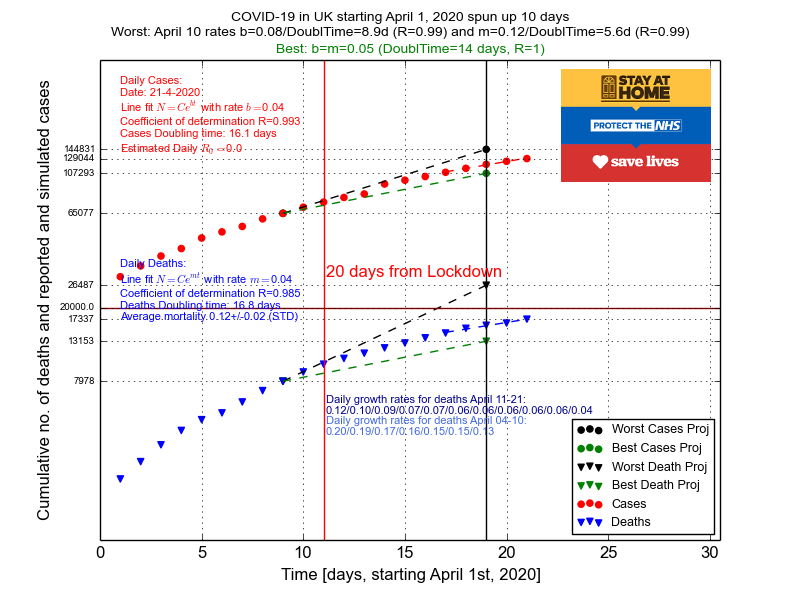 COVID-19 in UK starting April 1, 2020 spun up 10 days
Worst: April 10 rates b=0.08/DoublTime=8.9d (R=0.99) and m=0.12/DoublTime=5.6d (R=0.99)
Best: b=m=0.05 (DoublTime=14 days, R=1)
Daily Cases:
Date: 21-4-2020:
Line fit N = Ce^{bt} with rate b =0.04
Coefficient of determination R=0.993
Cases Doubling time: 16.1 days
Estimated Daily R₀ ->0.0
STAY AT
HOME
PROTECT THE NHS
save lives
Cumulative no. of deaths and reported and simulated cases
144831
129044
107293
65077
26487
20000.0
17337
13153
7978
Daily Deaths:
Line fit N = Ce^{mt} with rate m =0.04
Coefficient of determination R=0.985
Deaths Doubling time: 16.8 days
Average mortality 0.12+/-0.02 (STD)
20 days from Lockdown
Daily growth rates for deaths April 11-21:
0.12/0.10/0.09/0.07/0.07/0.06/0.06/0.06/0.06/0.06/0.04
Daily growth rates for deaths April 04-10:
0.20/0.19/0.17/0.16/0.15/0.15/0.13
Worst Cases Proj
Best Cases Proj
Worst Death Proj
Best Death Proj
Cases
Deaths
0 5 10 15 20 25 30
Time [days, starting April 1st, 2020]